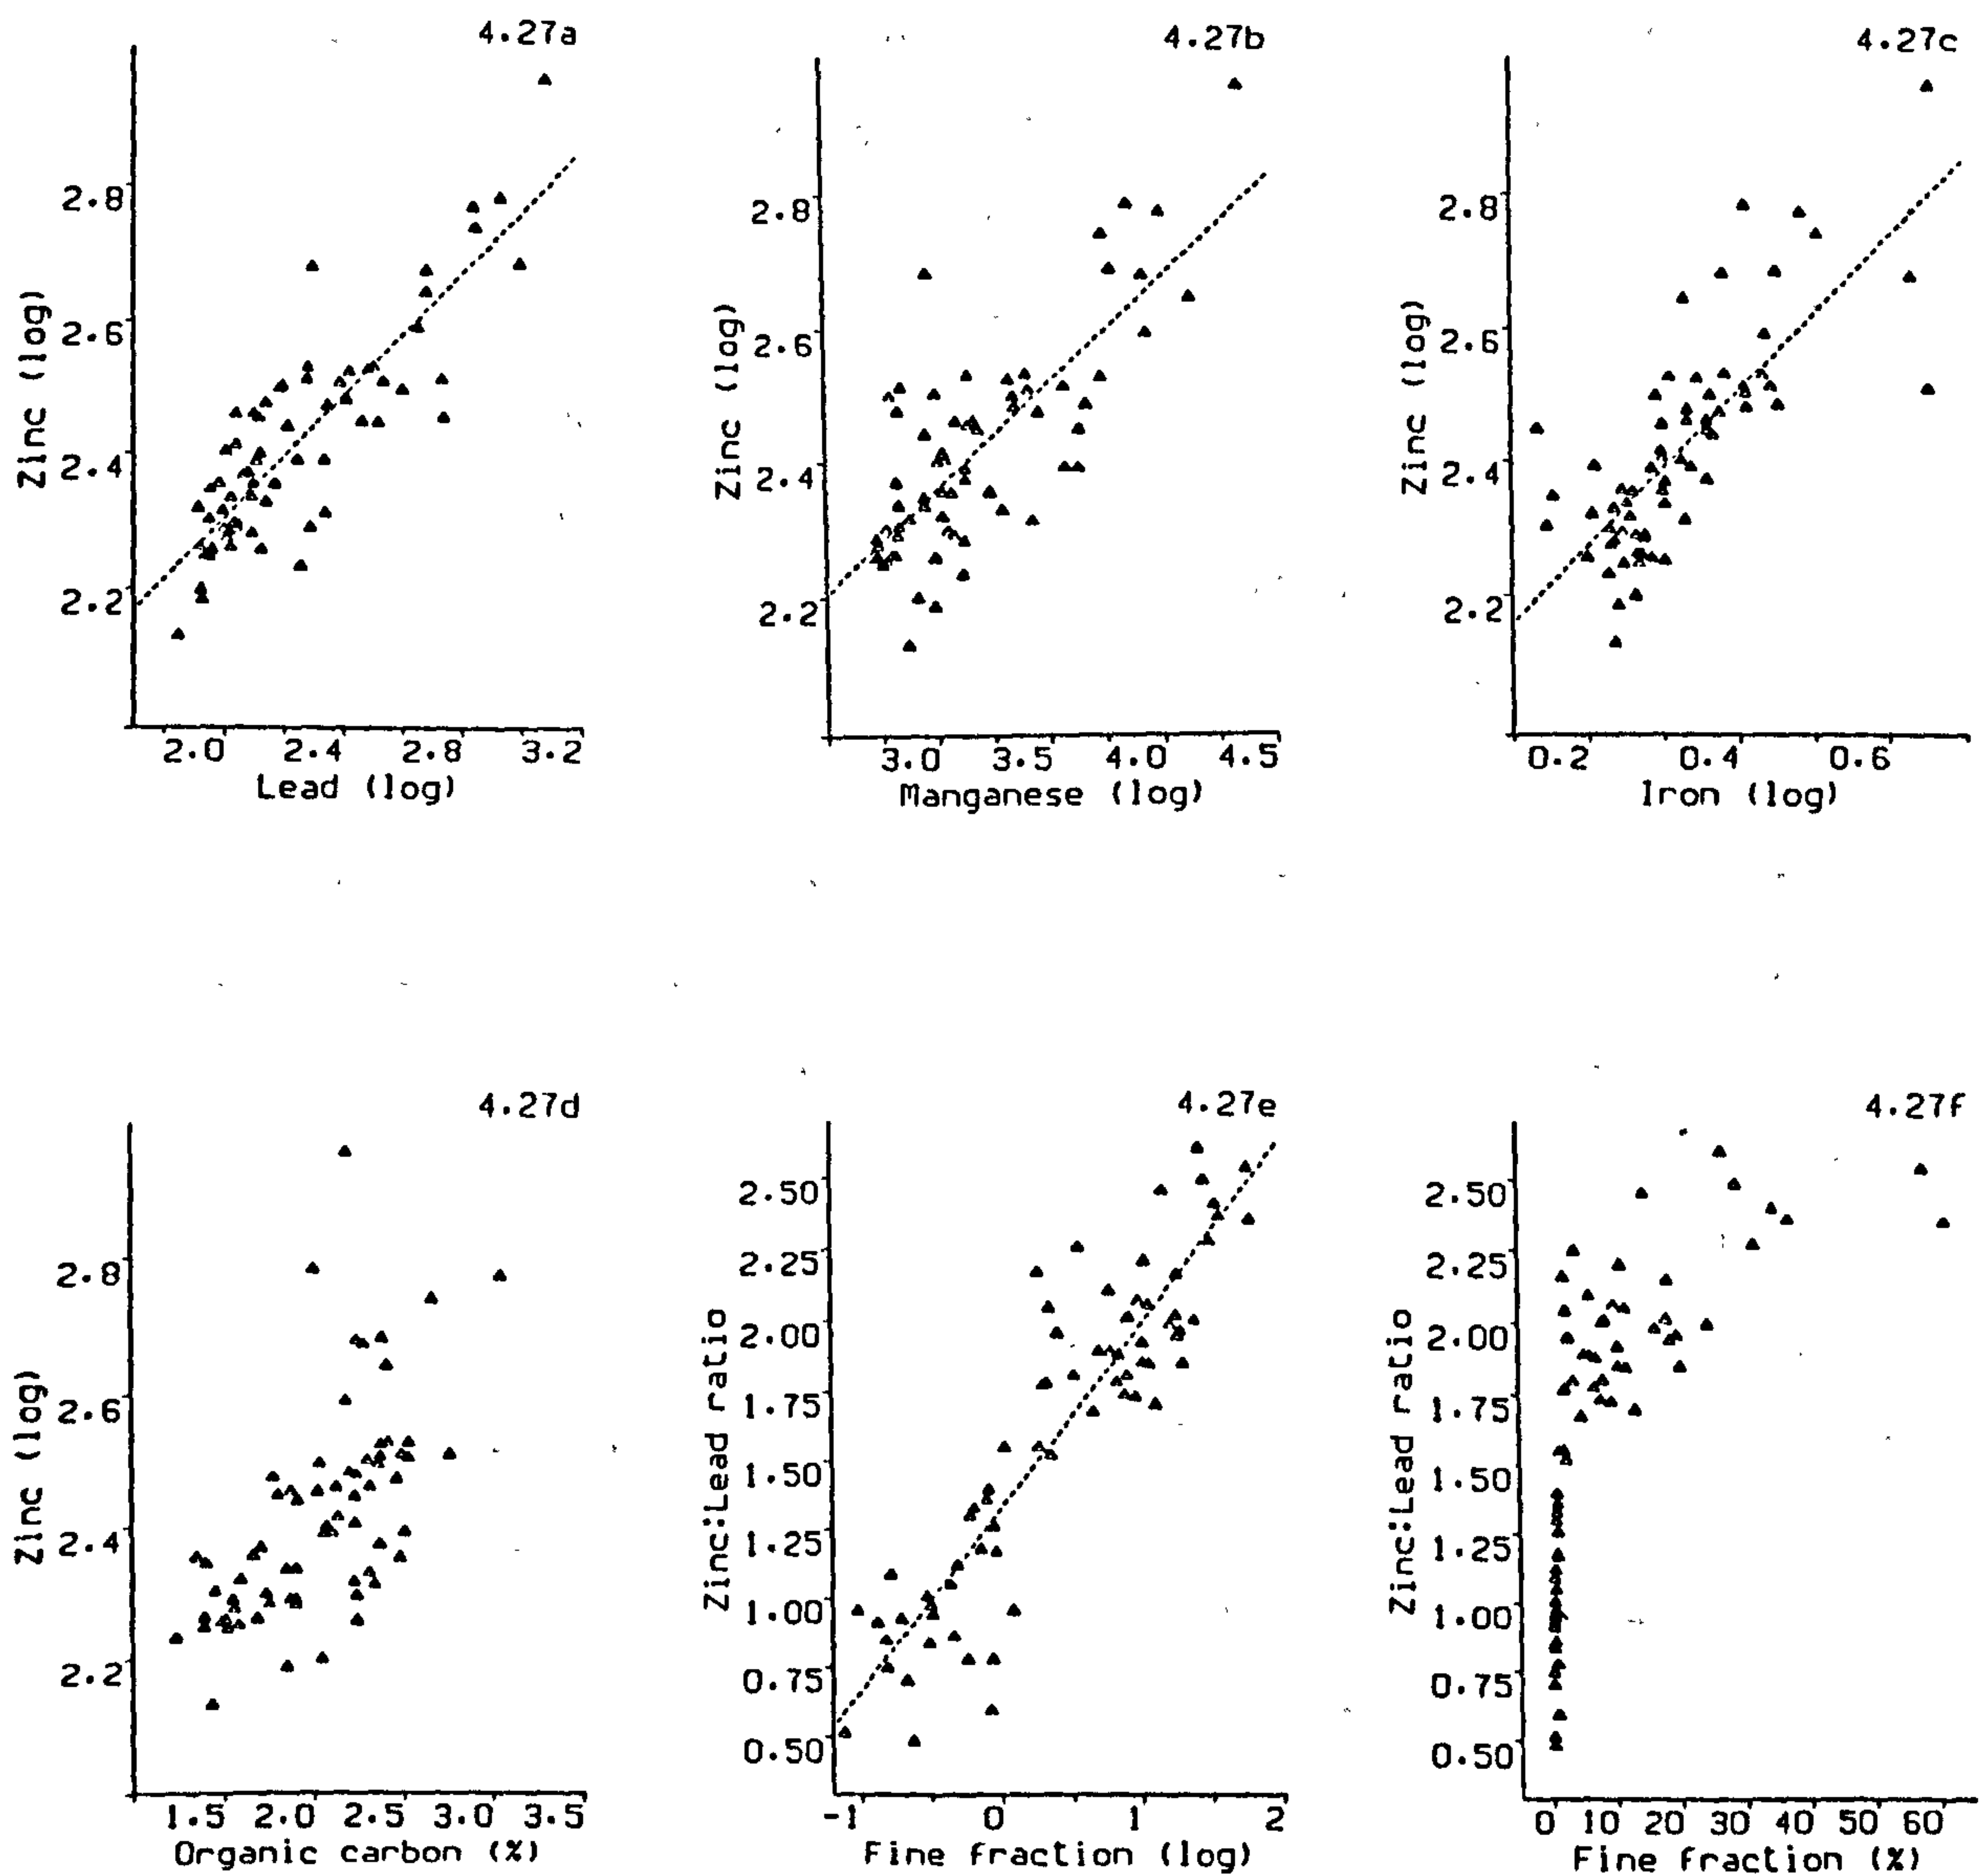 4.27a
Zinc (log)
2.8
2.6
2.4
2.2
2.0 2.4 2.8 3.2
Lead (log)
4.27b
Zinc (log)
2.8
2.6
2.4
2.2
3.0 3.5 4.0 4.5
Manganese (log)
4.27c
Zinc (log)
2.8
2.6
2.4
2.2
0.2 0.4 0.6
Iron (log)
4.27d
Zinc (log)
2.8
2.6
2.4
2.2
1.5 2.0 2.5 3.0 3.5
Organic carbon (%)
4.27e
Zinc:Lead ratio
2.50
2.25
2.00
1.75
1.50
1.25
1.00
0.75
0.50
-1 0 1 2
Fine fraction (log)
4.27f
Zinc:Lead ratio
2.50
2.25
2.00
1.75
1.50
1.25
1.00
0.75
0.50
0 10 20 30 40 50 60
Fine fraction (%)